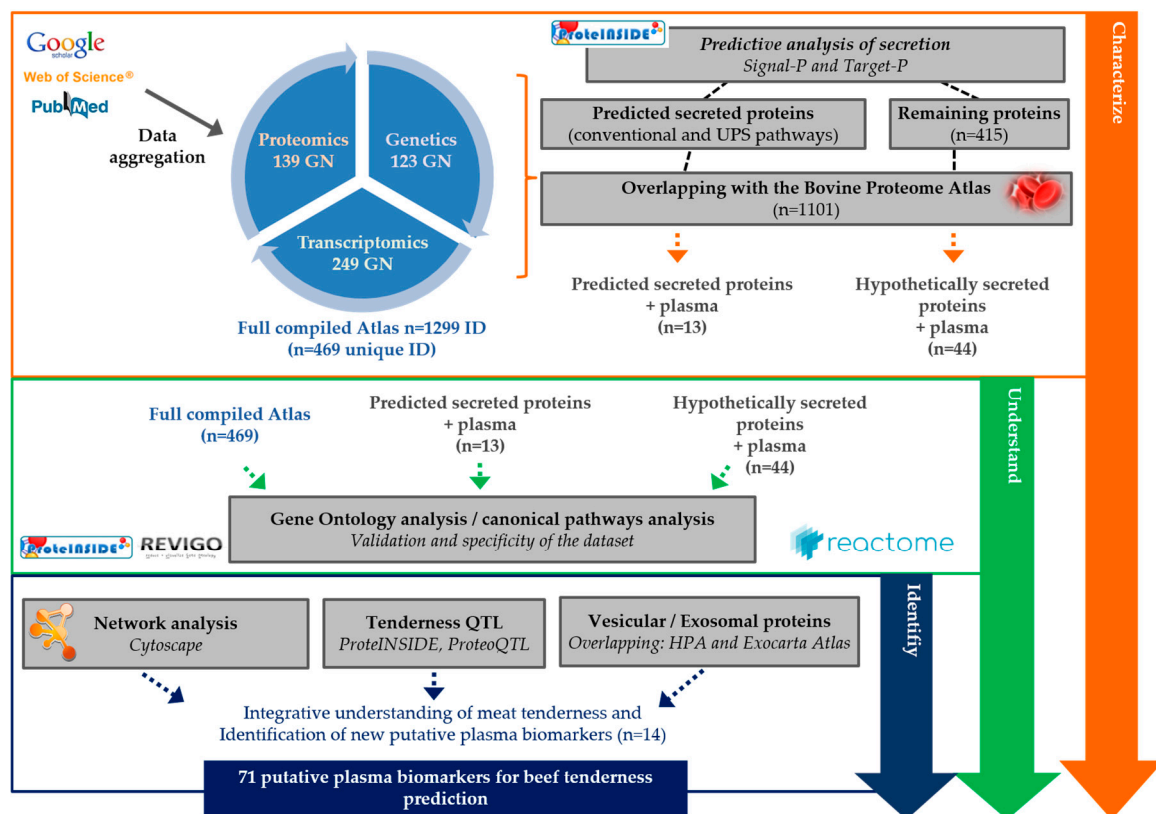 Google
scholar
Web of Science®
PubMed
Data
aggregation
Proteomics
139 GN
Genetics
123 GN
Transcriptomics
249 GN
Full compiled Atlas n=1299 ID
(n=469 unique ID)
ProteINSIDE
Predictive analysis of secretion
Signal-P and Target-P
Predicted secreted proteins
(conventional and UPS pathways)
Remaining proteins
(n=415)
Overlapping with the Bovine Proteome Atlas
(n=1101)
Predicted secreted proteins
+ plasma
(n=13)
Hypothetically secreted
proteins
+ plasma
(n=44)
Characterize
Full compiled Atlas
(n=469)
Predicted secreted proteins
+ plasma
(n=13)
Hypothetically secreted
proteins
+ plasma
(n=44)
Gene Ontology analysis / canonical pathways analysis
Validation and specificity of the dataset
ProteINSIDE
REVIGO
reactome
Understand
Network analysis
Cytoscape
Tenderness QTL
ProteINSIDE, ProteoQTL
Vesicular / Exosomal proteins
Overlapping: HPA and Exocarta Atlas
Integrative understanding of meat tenderness and
Identification of new putative plasma biomarkers (n=14)
71 putative plasma biomarkers for beef tenderness
prediction
Identifiy